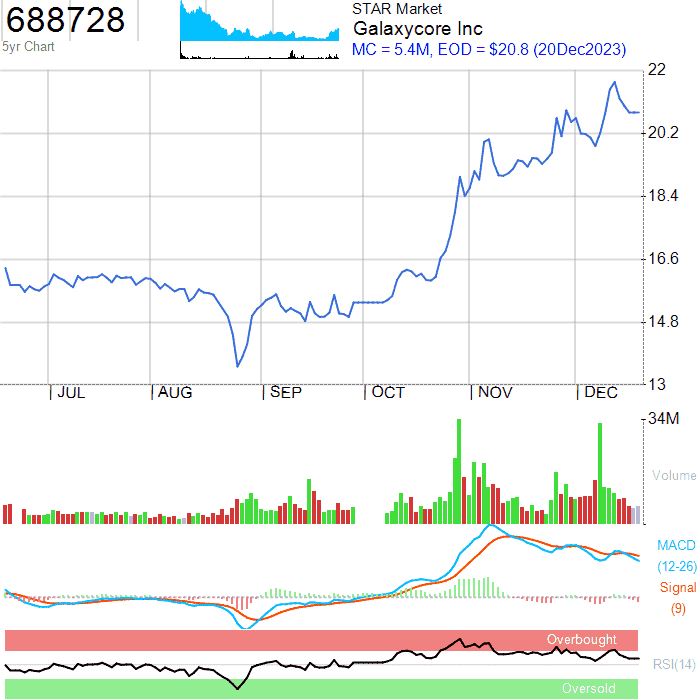 688728
5yr Chart
STAR Market
Galaxycore Inc
MC = 5.4M, EOD = $20.8 (20Dec2023)
22
20.2
18.4
16.6
14.8
13
JUL
AUG
SEP
OCT
NOV
DEC
34M
Volume
MACD
(12-26)
Signal
(9)
Overbought
RSI(14)
Oversold